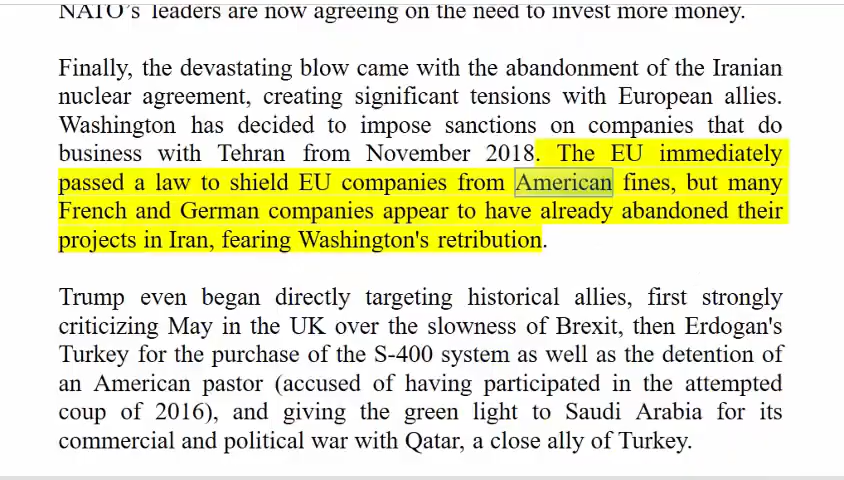 NATO's leaders are now agreeing on the need to invest more money.
Finally, the devastating blow came with the abandonment of the Iranian
nuclear agreement, creating significant tensions with European allies.
Washington has decided to impose sanctions on companies that do
business with Tehran from November 2018. The EU immediately
passed a law to shield EU companies from American fines, but many
French and German companies appear to have already abandoned their
projects in Iran, fearing Washington's retribution.
Trump even began directly targeting historical allies, first strongly
criticizing May in the UK over the slowness of Brexit, then Erdogan's
Turkey for the purchase of the S-400 system as well as the detention of
an American pastor (accused of having participated in the attempted
coup of 2016), and giving the green light to Saudi Arabia for its
commercial and political war with Qatar, a close ally of Turkey.